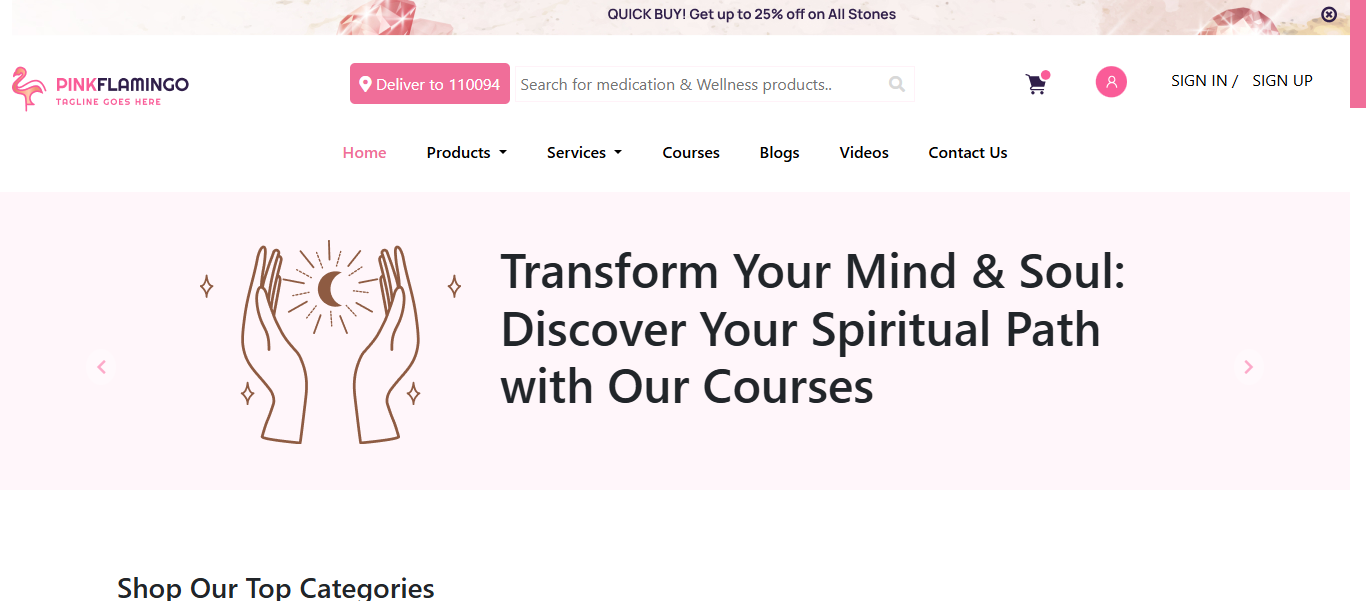 QUICK BUY! Get up to 25% off on All Stones
PINKFLAMINGO
TAGLINE GOES HERE
Deliver to 110094
Search for medication & Wellness products..
SIGN IN / SIGN UP
Home Products Services Courses Blogs Videos Contact Us
Transform Your Mind & Soul:
Discover Your Spiritual Path
with Our Courses
Shop Our Top Categories